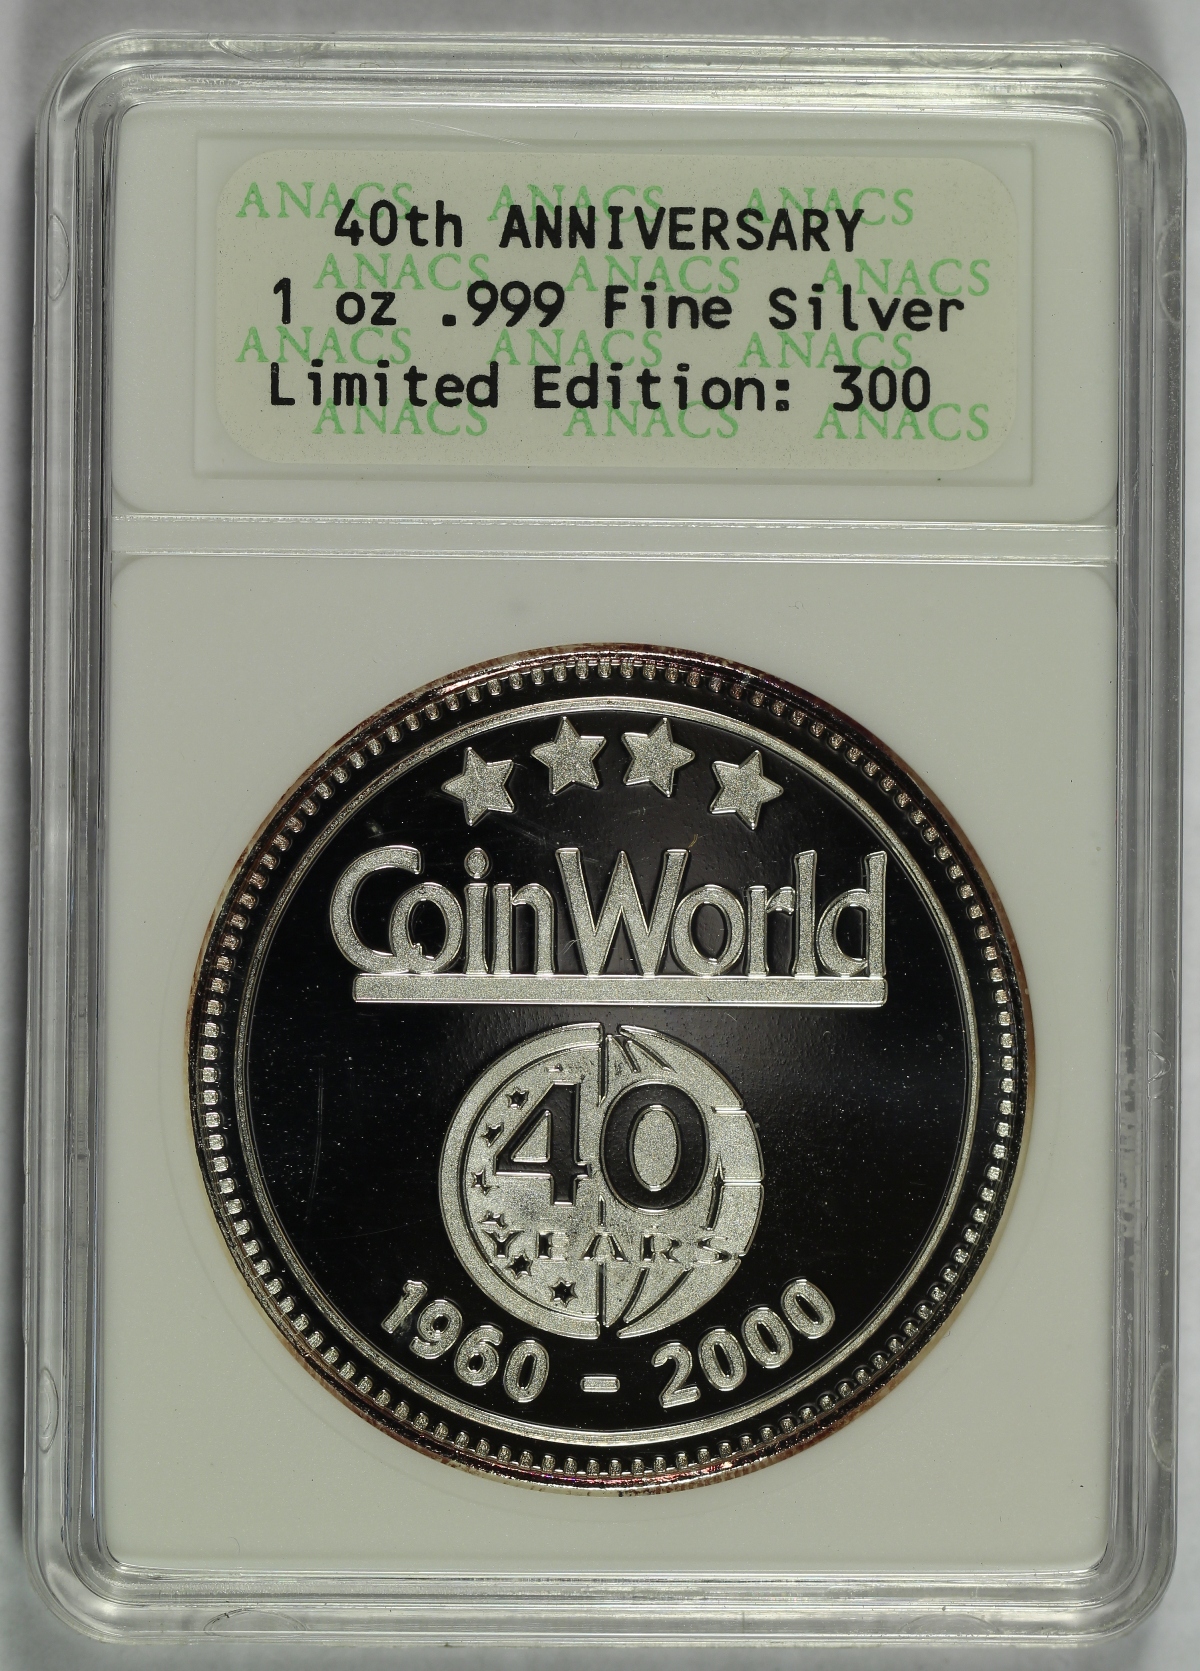 ANACS ANACS ANACS
40th ANNIVERSARY
ANACS ANACS ANACS
1 oz .999 Fine Silver
ANACS ANACS ANACS
Limited Edition: 300
ANACS ANACS ANACS
CoinWorld
40
YEARS
1960 - 2000